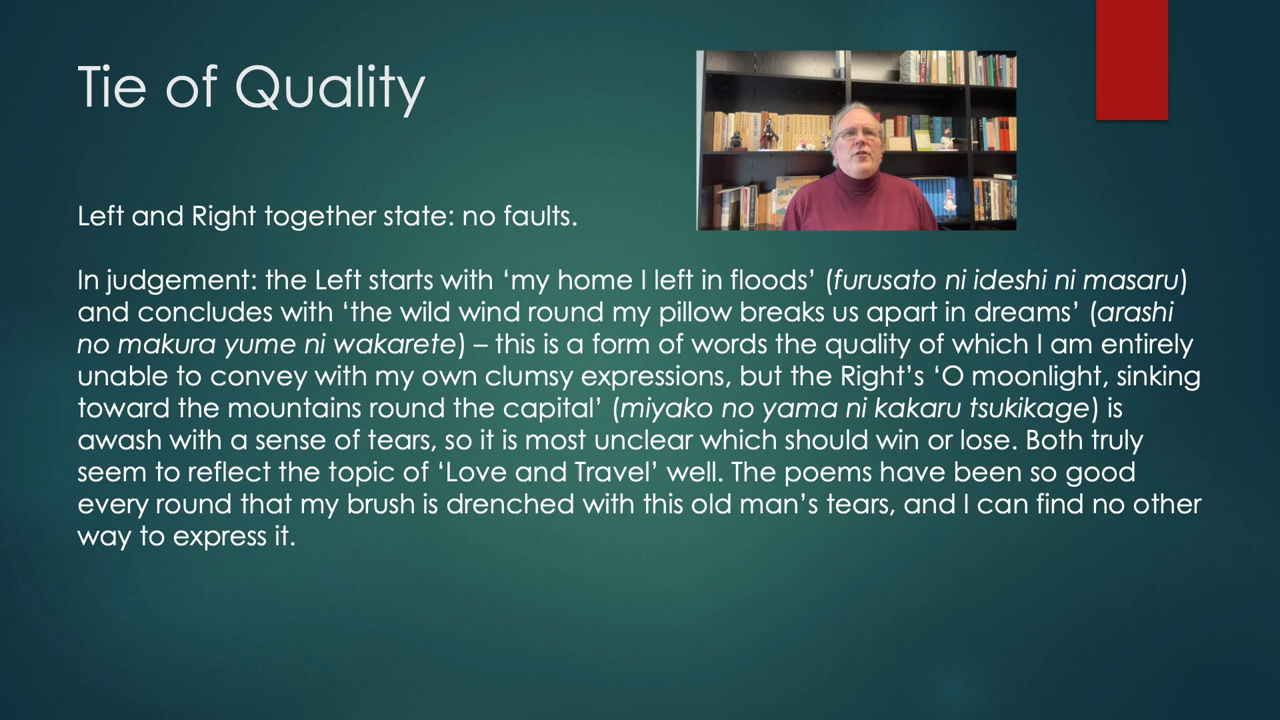 Tie of Quality
Left and Right together state: no faults.
In judgement: the Left starts with ‘my home I left in floods’ (furusato ni ideshi ni masaru)
and concludes with ‘the wild wind round my pillow breaks us apart in dreams’ (arashi
no makura yume ni wakarete) – this is a form of words the quality of which I am entirely
unable to convey with my own clumsy expressions, but the Right’s ‘O moonlight, sinking
toward the mountains round the capital’ (miyako no yama ni kakaru tsukikage) is
awash with a sense of tears, so it is most unclear which should win or lose. Both truly
seem to reflect the topic of ‘Love and Travel’ well. The poems have been so good
every round that my brush is drenched with this old man’s tears, and I can find no other
way to express it.